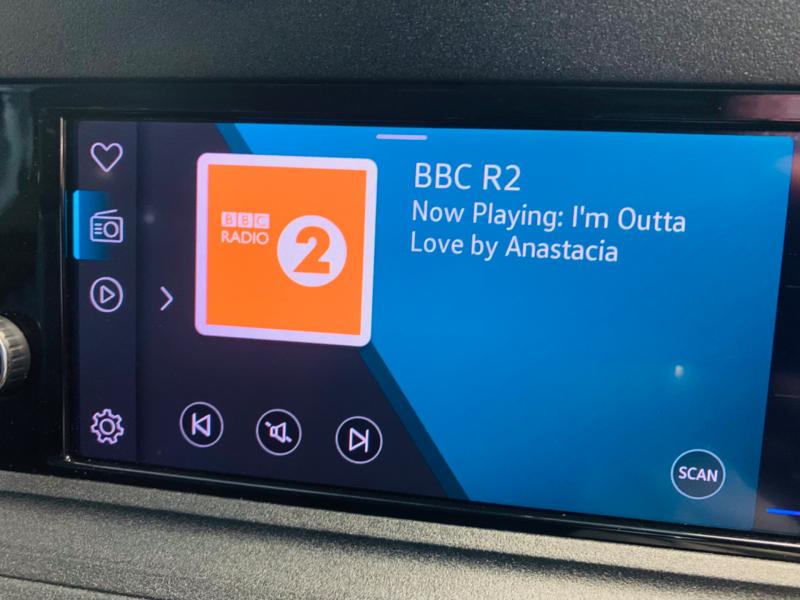 BBC
RADIO
2
BBC R2
Now Playing: I'm Outta
Love by Anastacia
SCAN